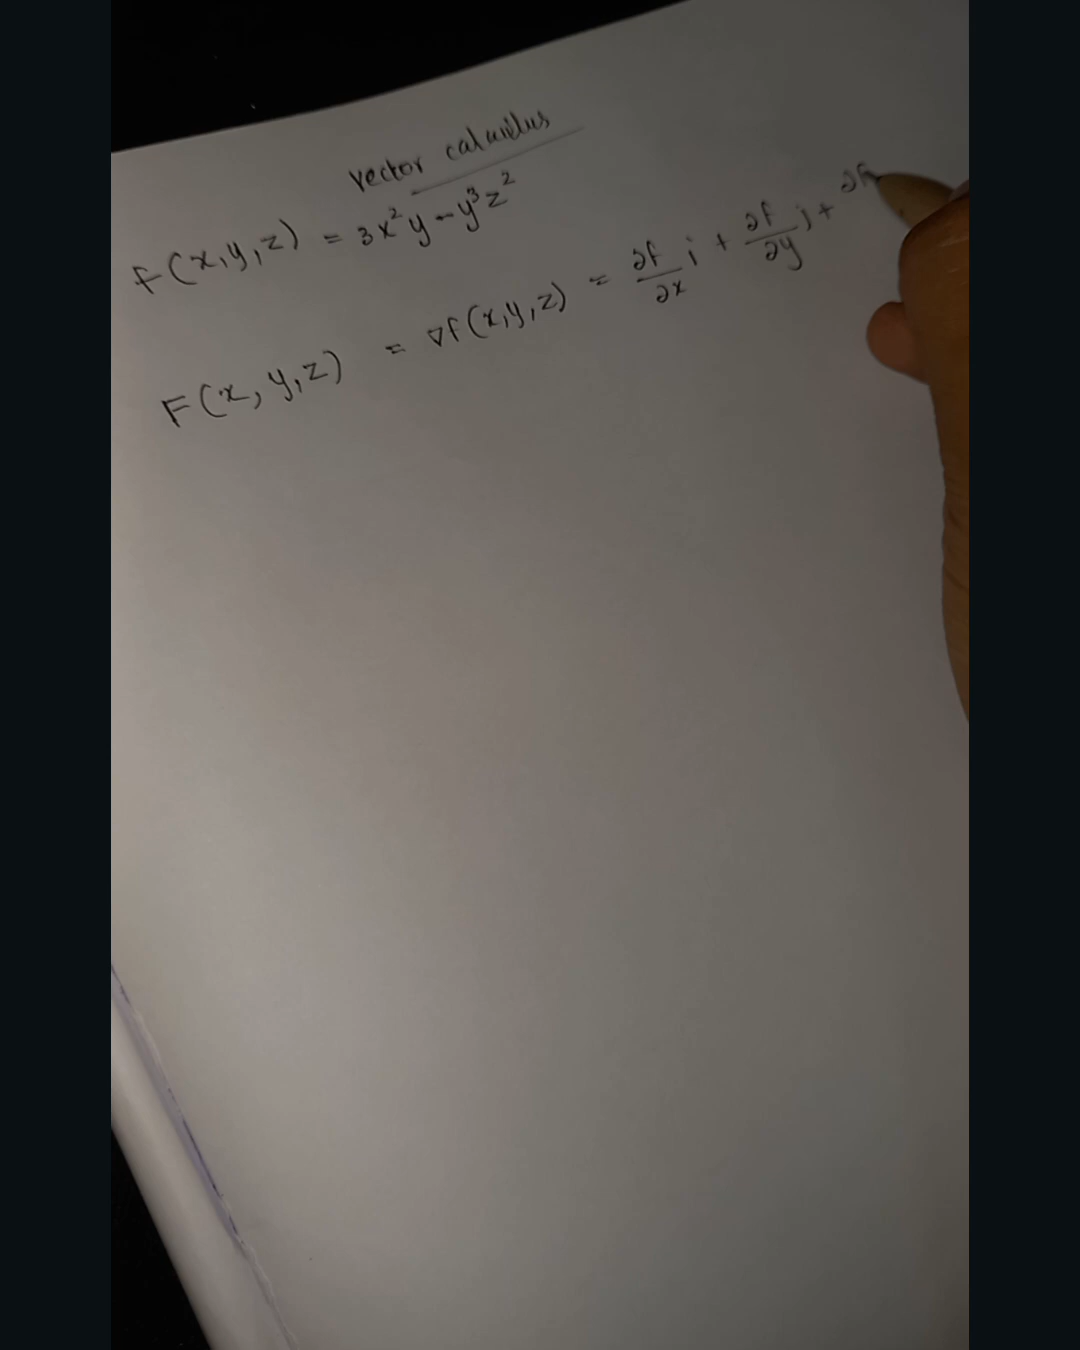 vector calculus
f(x,y,z) = 3x²y - y³z²
F(x, y,z) = ∇f(x,y,z) = ∂f/∂x i + ∂f/∂y j + ∂f